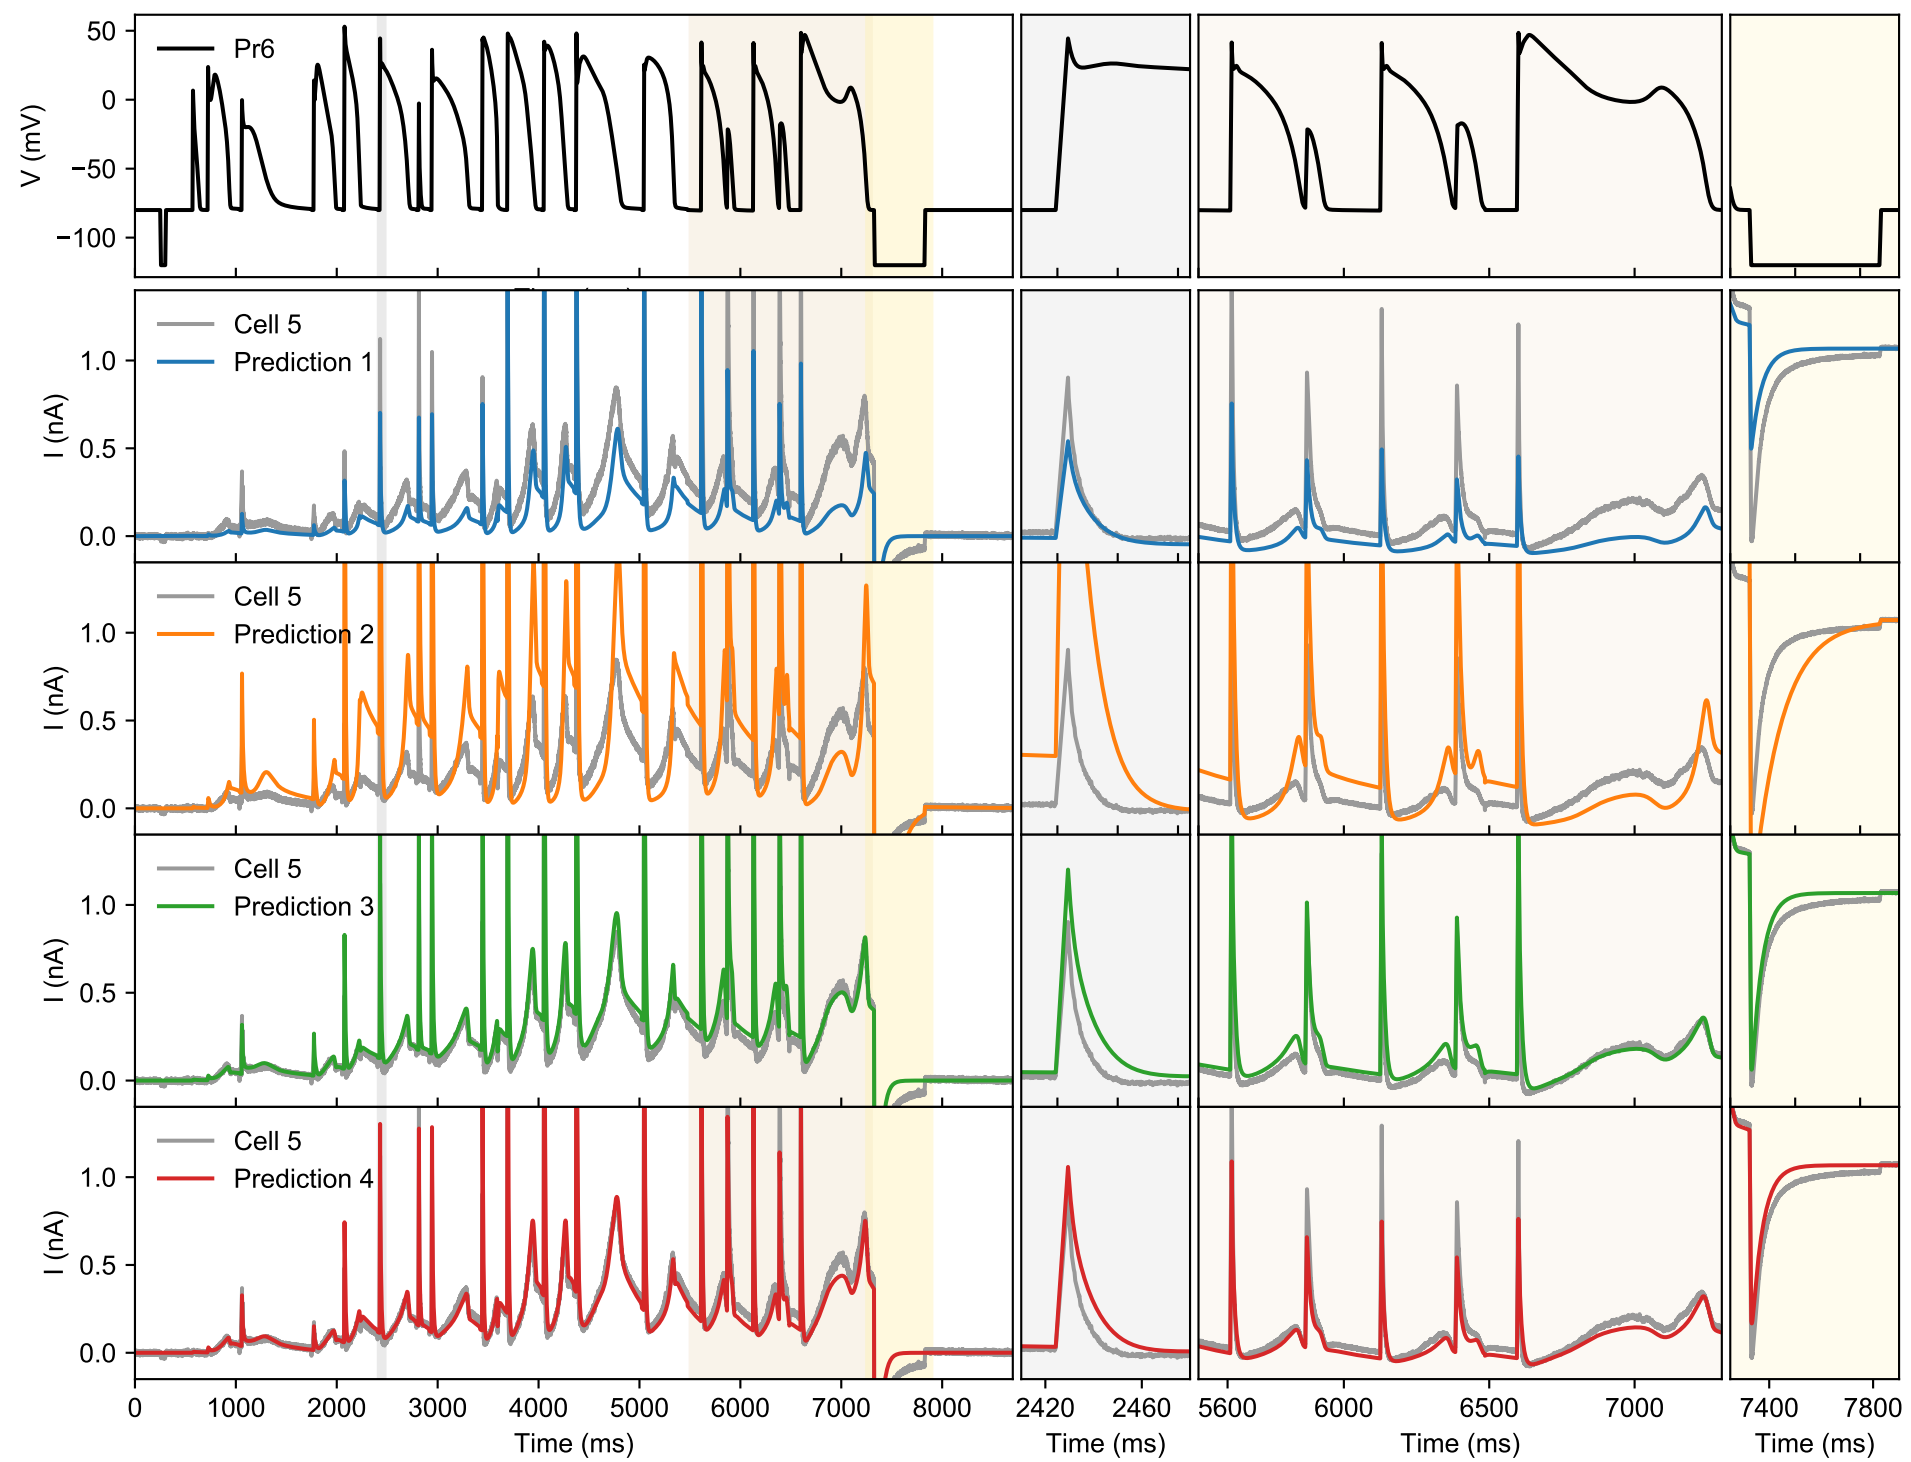 50
0
−50
−100
V (mV)
Pr6
1.0
0.5
0.0
I (nA)
Cell 5
Prediction 1
1.0
0.5
0.0
I (nA)
Cell 5
Prediction 2
1.0
0.5
0.0
I (nA)
Cell 5
Prediction 3
1.0
0.5
0.0
I (nA)
Cell 5
Prediction 4
0 1000 2000 3000 4000 5000 6000 7000 8000
2420 2460
5600 6000 6500 7000
7400 7800
Time (ms) Time (ms) Time (ms) Time (ms)